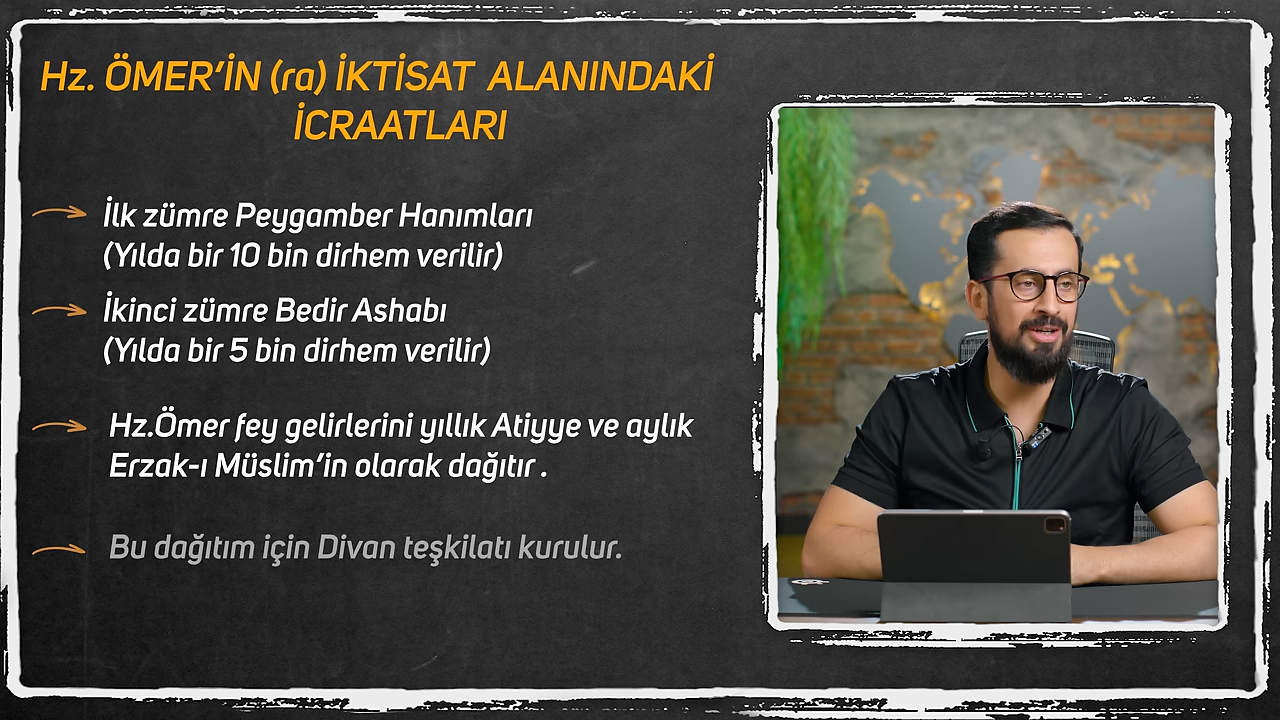 Hz. ÖMER'İN (ra) İKTİSAT ALANINDAKİ
İCRAATLARI
İlk zümre Peygamber Hanımları
(Yılda bir 10 bin dirhem verilir)
İkinci zümre Bedir Ashabı
(Yılda bir 5 bin dirhem verilir)
Hz.Ömer fey gelirlerini yıllık Atiyye ve aylık
Erzak-ı Müslim'in olarak dağıtır .
Bu dağıtım için Divan teşkilatı kurulur.